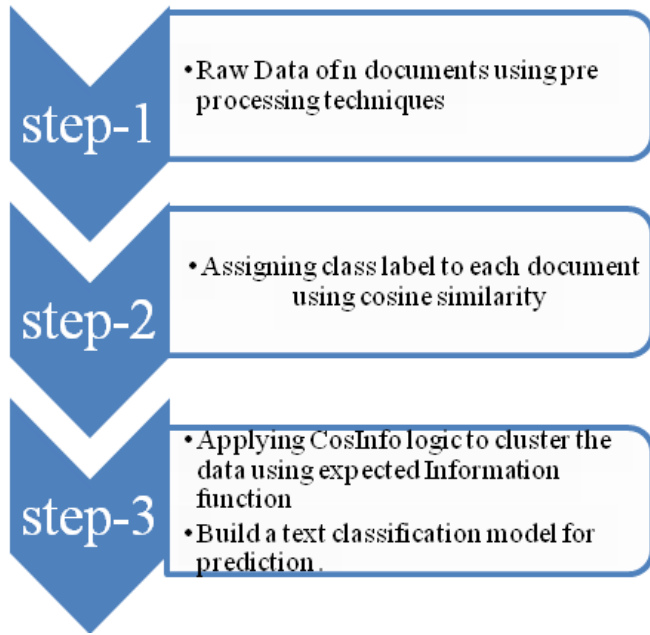 step-1
• Raw Data of n documents using pre
processing techniques
step-2
• Assigning class label to each document
using cosine similarity
step-3
• Applying CosInfo logic to cluster the
data using expected Information
function
• Build a text classification model for
prediction .